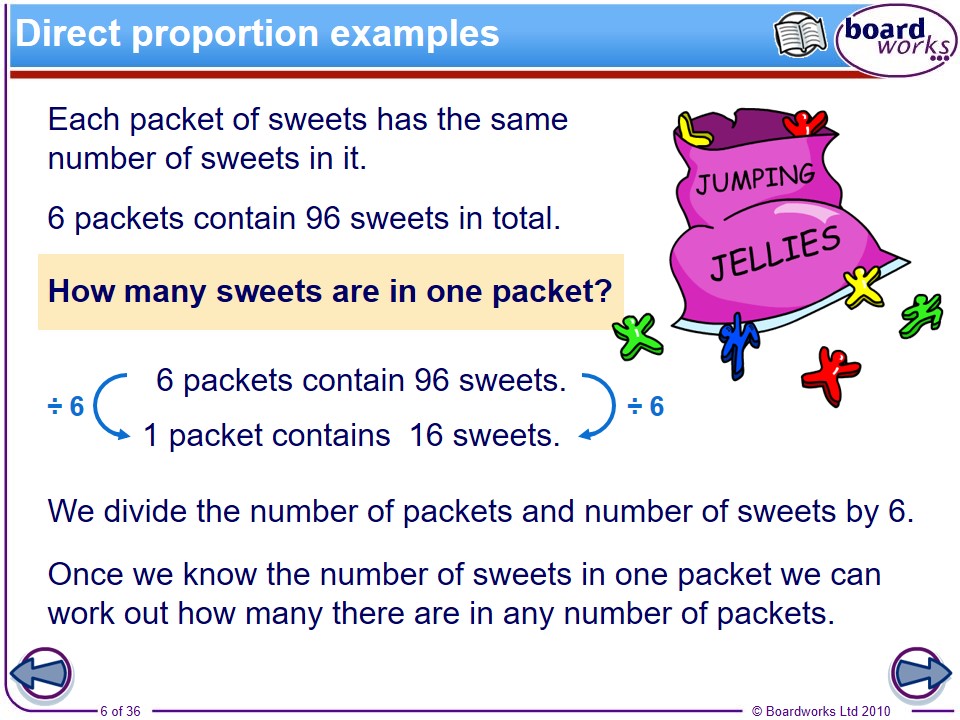 Direct proportion examples
board
works
Each packet of sweets has the same
number of sweets in it.
6 packets contain 96 sweets in total.
JUMPING
JELLIES
How many sweets are in one packet?
6 packets contain 96 sweets.
÷ 6
÷ 6
1 packet contains 16 sweets.
We divide the number of packets and number of sweets by 6.
Once we know the number of sweets in one packet we can
work out how many there are in any number of packets.
6 of 36
© Boardworks Ltd 2010